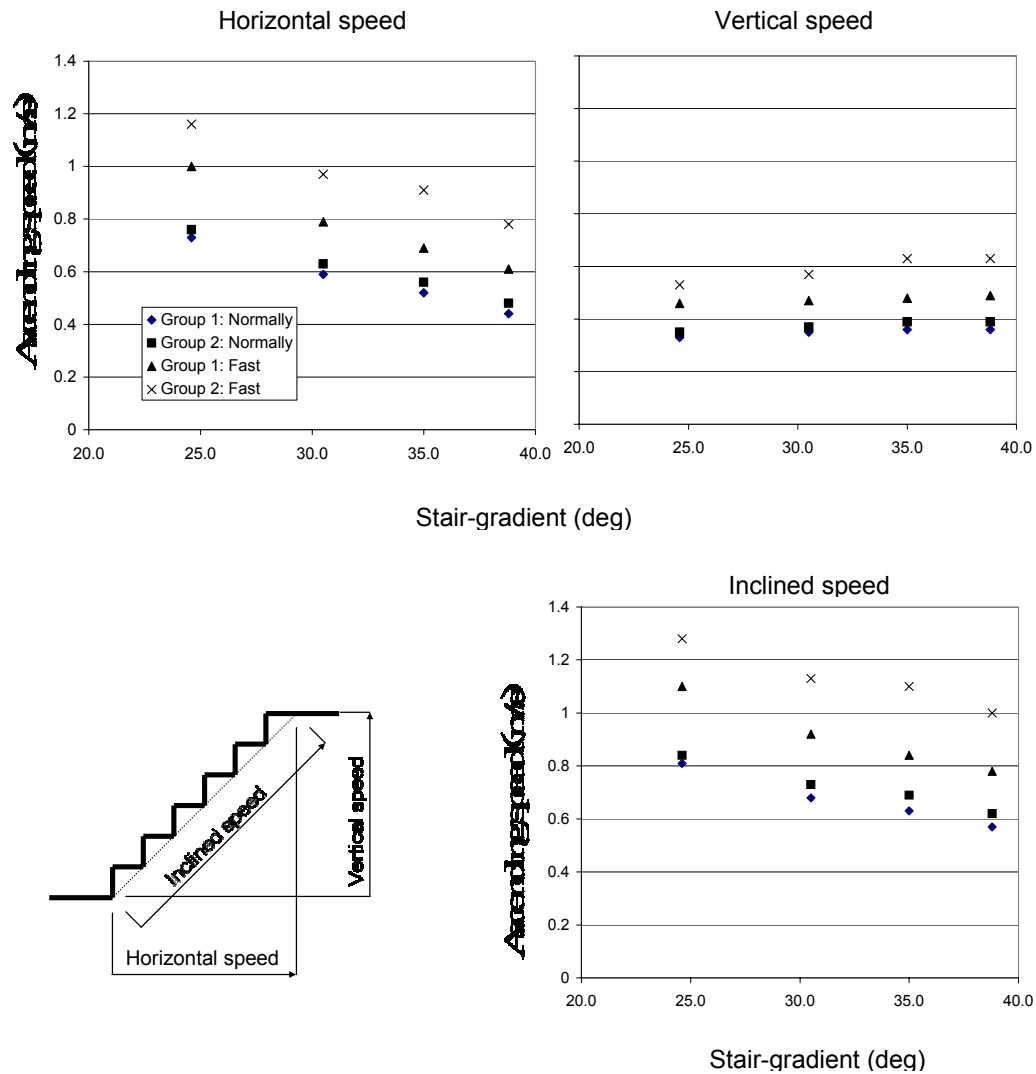 Horizontal speed
Vertical speed
1.4
1.2
1
0.8
0.6
0.4
0.2
0
Group 1: Normally
Group 2: Normally
Group 1: Fast
Group 2: Fast
20.0 25.0 30.0 35.0 40.0
20.0 25.0 30.0 35.0 40.0
Stair-gradient (deg)
Inclined speed
Vertical speed
Horizontal speed
Inclined speed
1.4
1.2
1
0.8
0.6
0.4
0.2
0
20.0 25.0 30.0 35.0 40.0
Stair-gradient (deg)